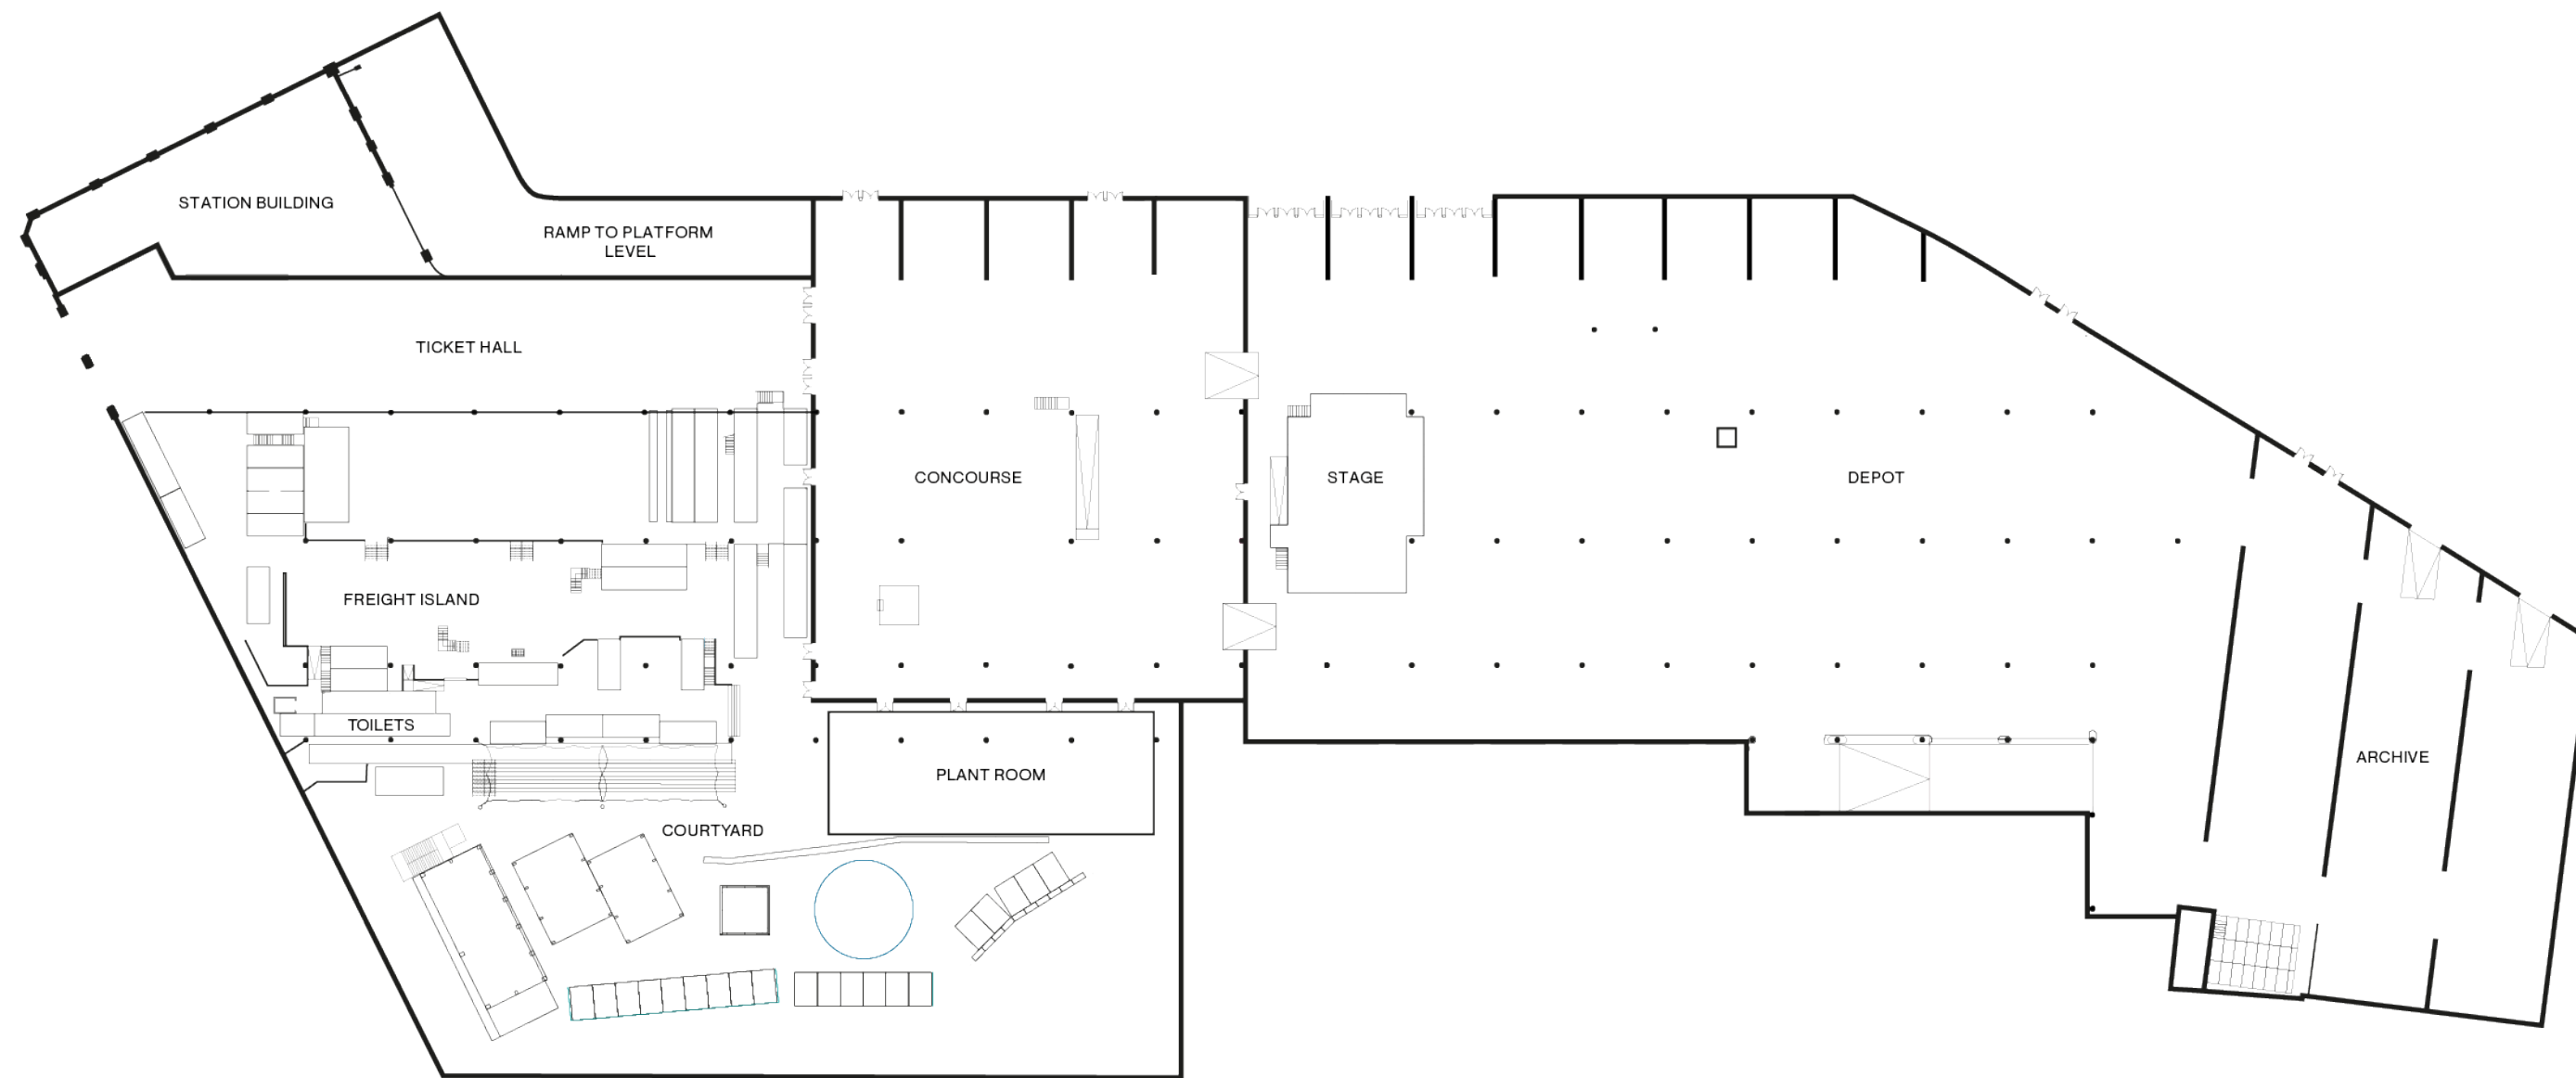 STATION BUILDING
RAMP TO PLATFORM
LEVEL
TICKET HALL
CONCOURSE
STAGE
DEPOT
FREIGHT ISLAND
TOILETS
PLANT ROOM
ARCHIVE
COURTYARD